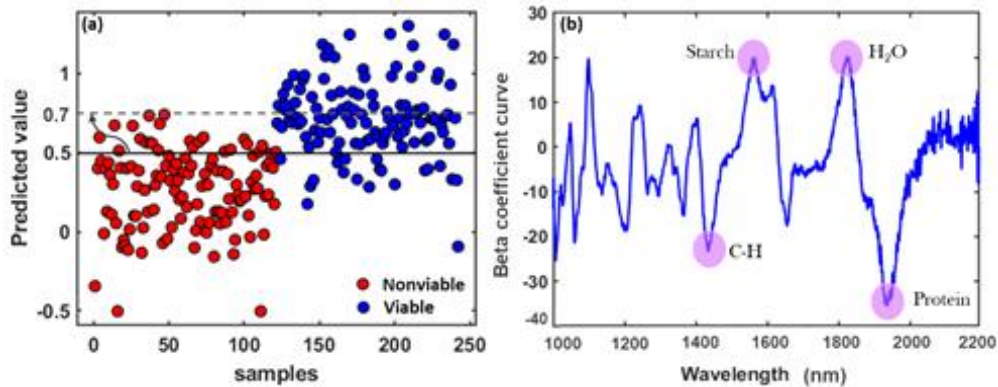 (a)
Predicted value
1
0.7
0.5
0
-0.5
0 50 100 150 200 250
samples
Nonviable
Viable
(b)
Beta coefficient curve
30
20
10
0
-10
-20
-30
-40
1000 1200 1400 1600 1800 2000 2200
Wavelength (nm)
Starch
H₂O
C-H
Protein